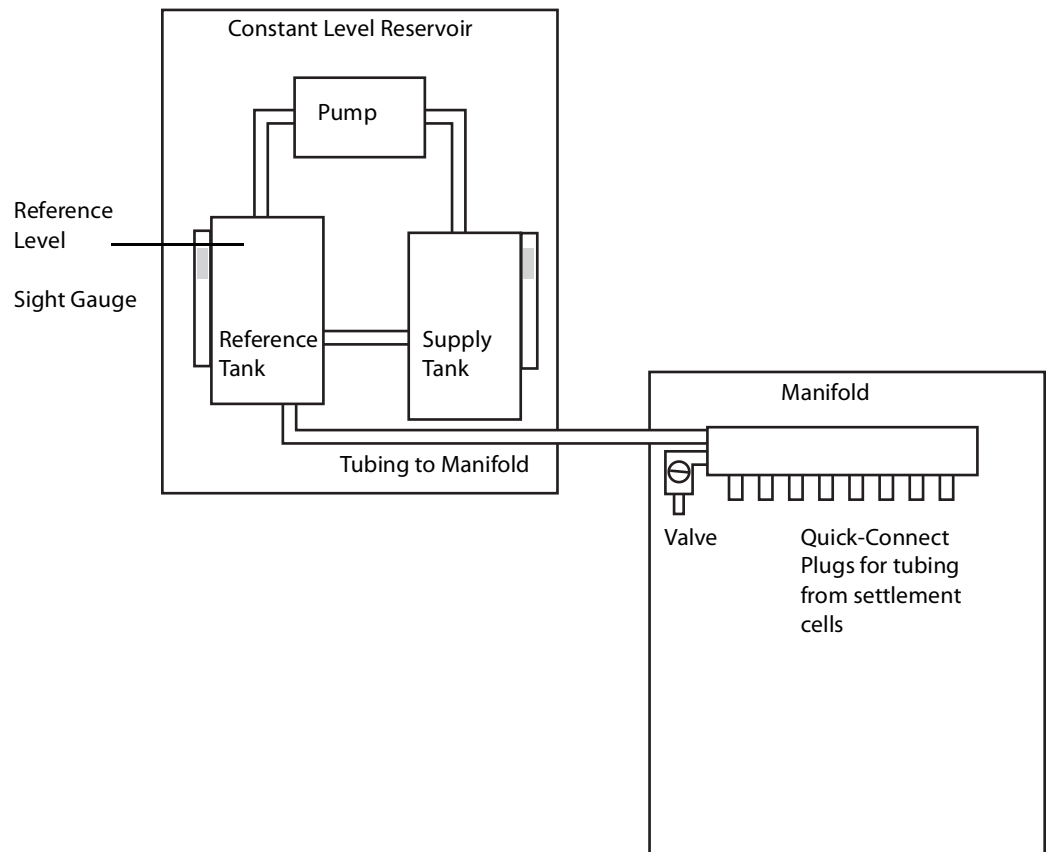 Constant Level Reservoir
Pump
Reference
Level
Sight Gauge
Reference
Tank
Supply
Tank
Tubing to Manifold
Manifold
Valve
Quick-Connect
Plugs for tubing
from settlement
cells